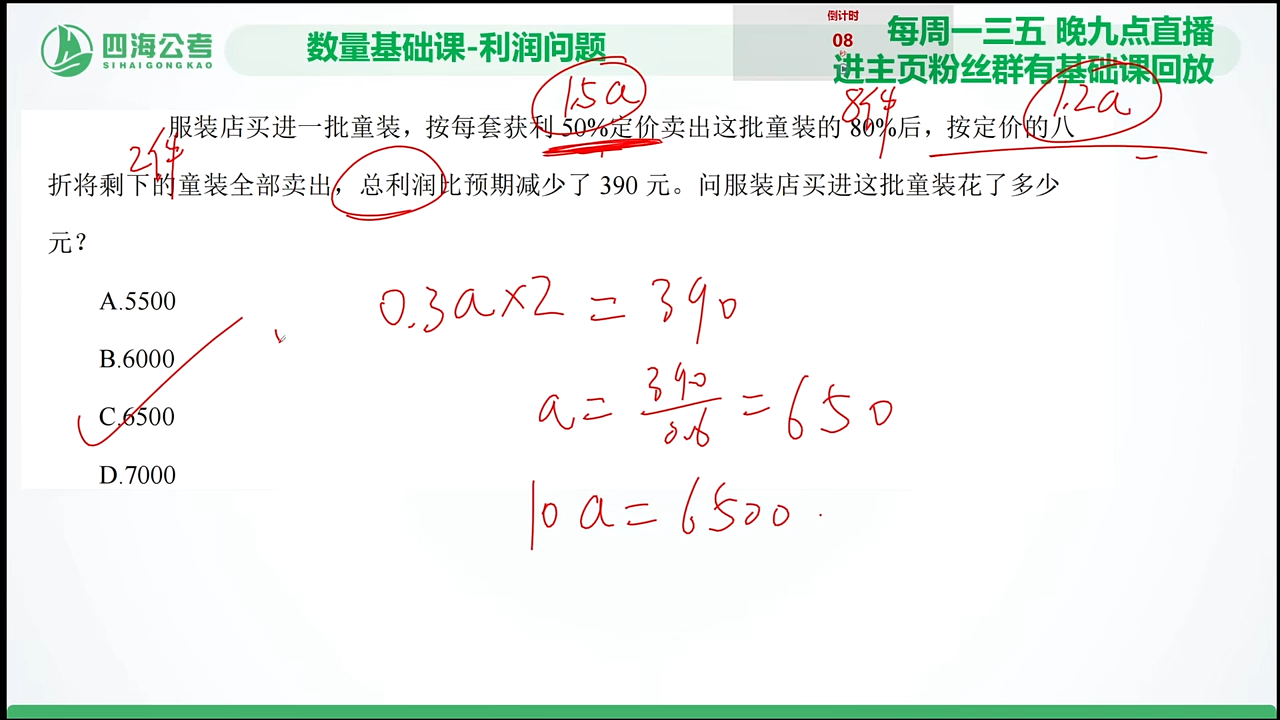 四海公考
SIHAIGONGKAO
数量基础课-利润问题
倒计时
08
秒
每周一三五 晚九点直播
进主页粉丝群有基础课回放
1.5a
8件
1.2a
服装店买进一批童装，按每套获利 50%定价卖出这批童装的 80%后，按定价的八
2件
折将剩下的童装全部卖出，总利润比预期减少了 390 元。问服装店买进这批童装花了多少
元？
A.5500
B.6000
C.6500
D.7000
0.3a×2=390
a=390/0.6=650
10a=6500